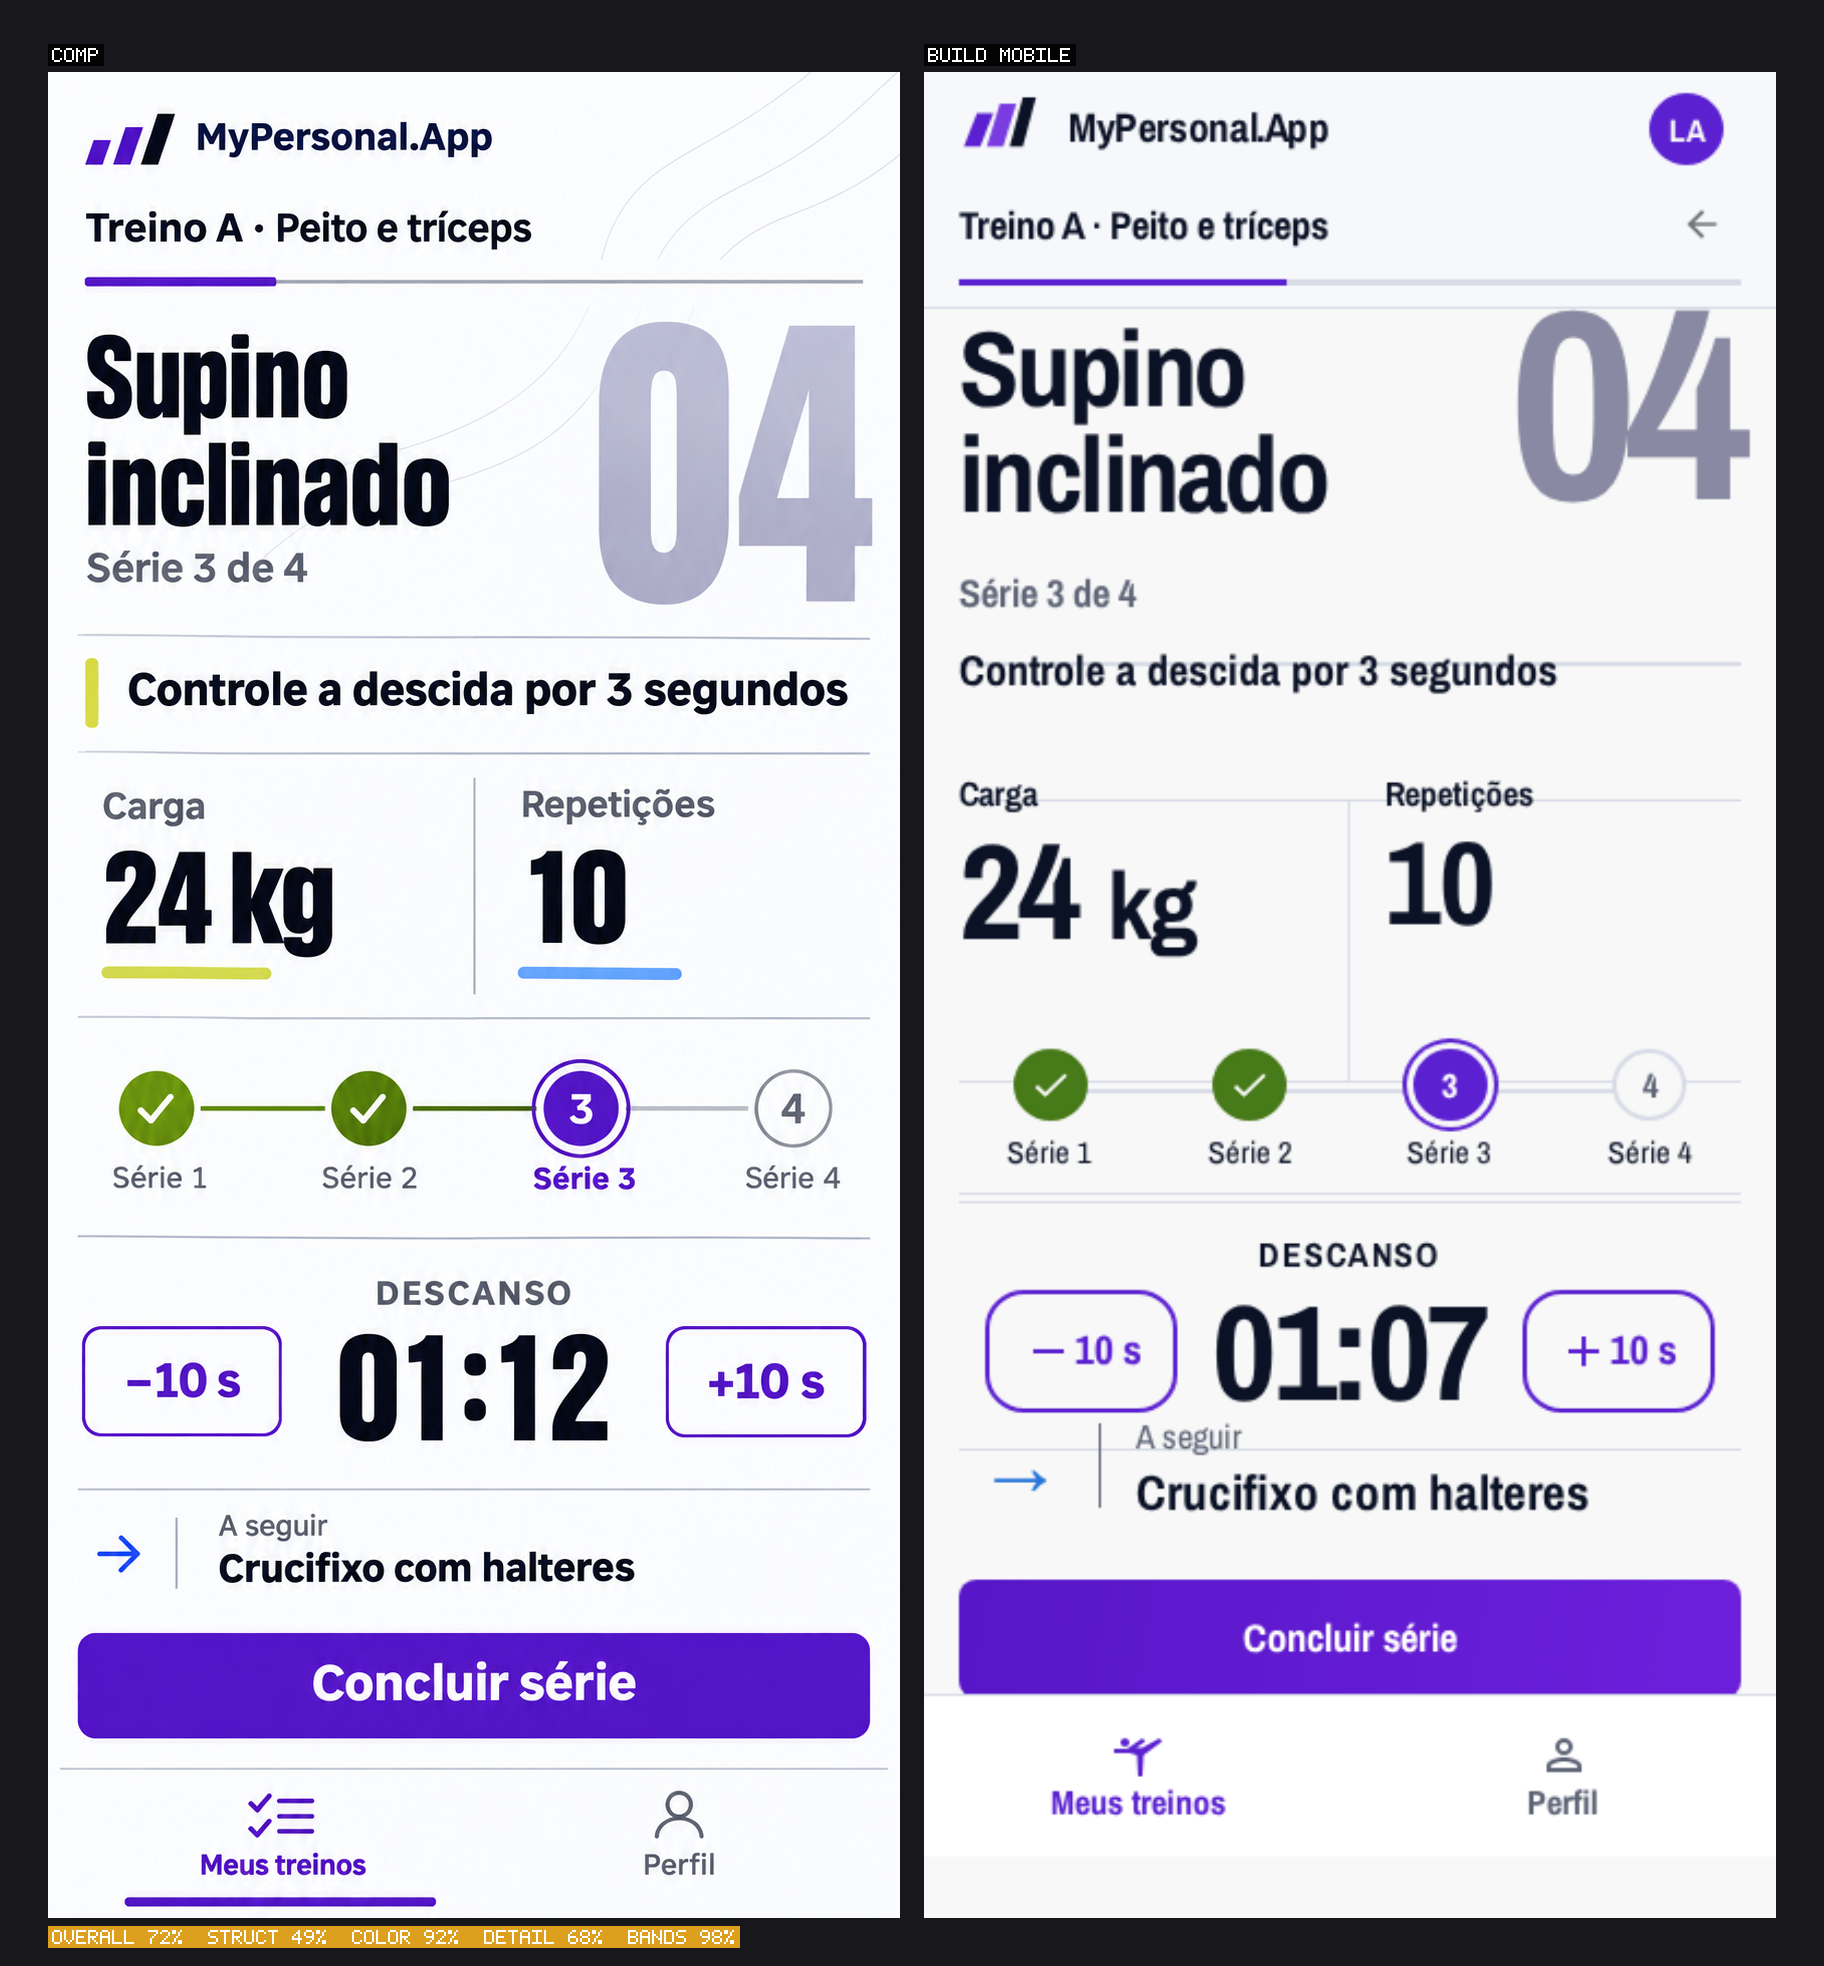 COMP
MyPersonal.App
Treino A · Peito e tríceps
Supino
inclinado
04
Série 3 de 4
Controle a descida por 3 segundos
Carga
Repetições
24 kg
10
3
4
Série 1
Série 2
Série 3
Série 4
DESCANSO
−10 s
01:12
+10 s
A seguir
Crucifixo com halteres
Concluir série
Meus treinos
Perfil
OVERALL 72% STRUCT 49% COLOR 92% DETAIL 68% BANDS 98%
BUILD MOBILE
MyPersonal.App
LA
Treino A · Peito e tríceps
Supino
inclinado
04
Série 3 de 4
Controle a descida por 3 segundos
Carga
Repetições
24 kg
10
3
4
Série 1
Série 2
Série 3
Série 4
DESCANSO
− 10 s
01:07
+ 10 s
A seguir
Crucifixo com halteres
Concluir série
Meus treinos
Perfil